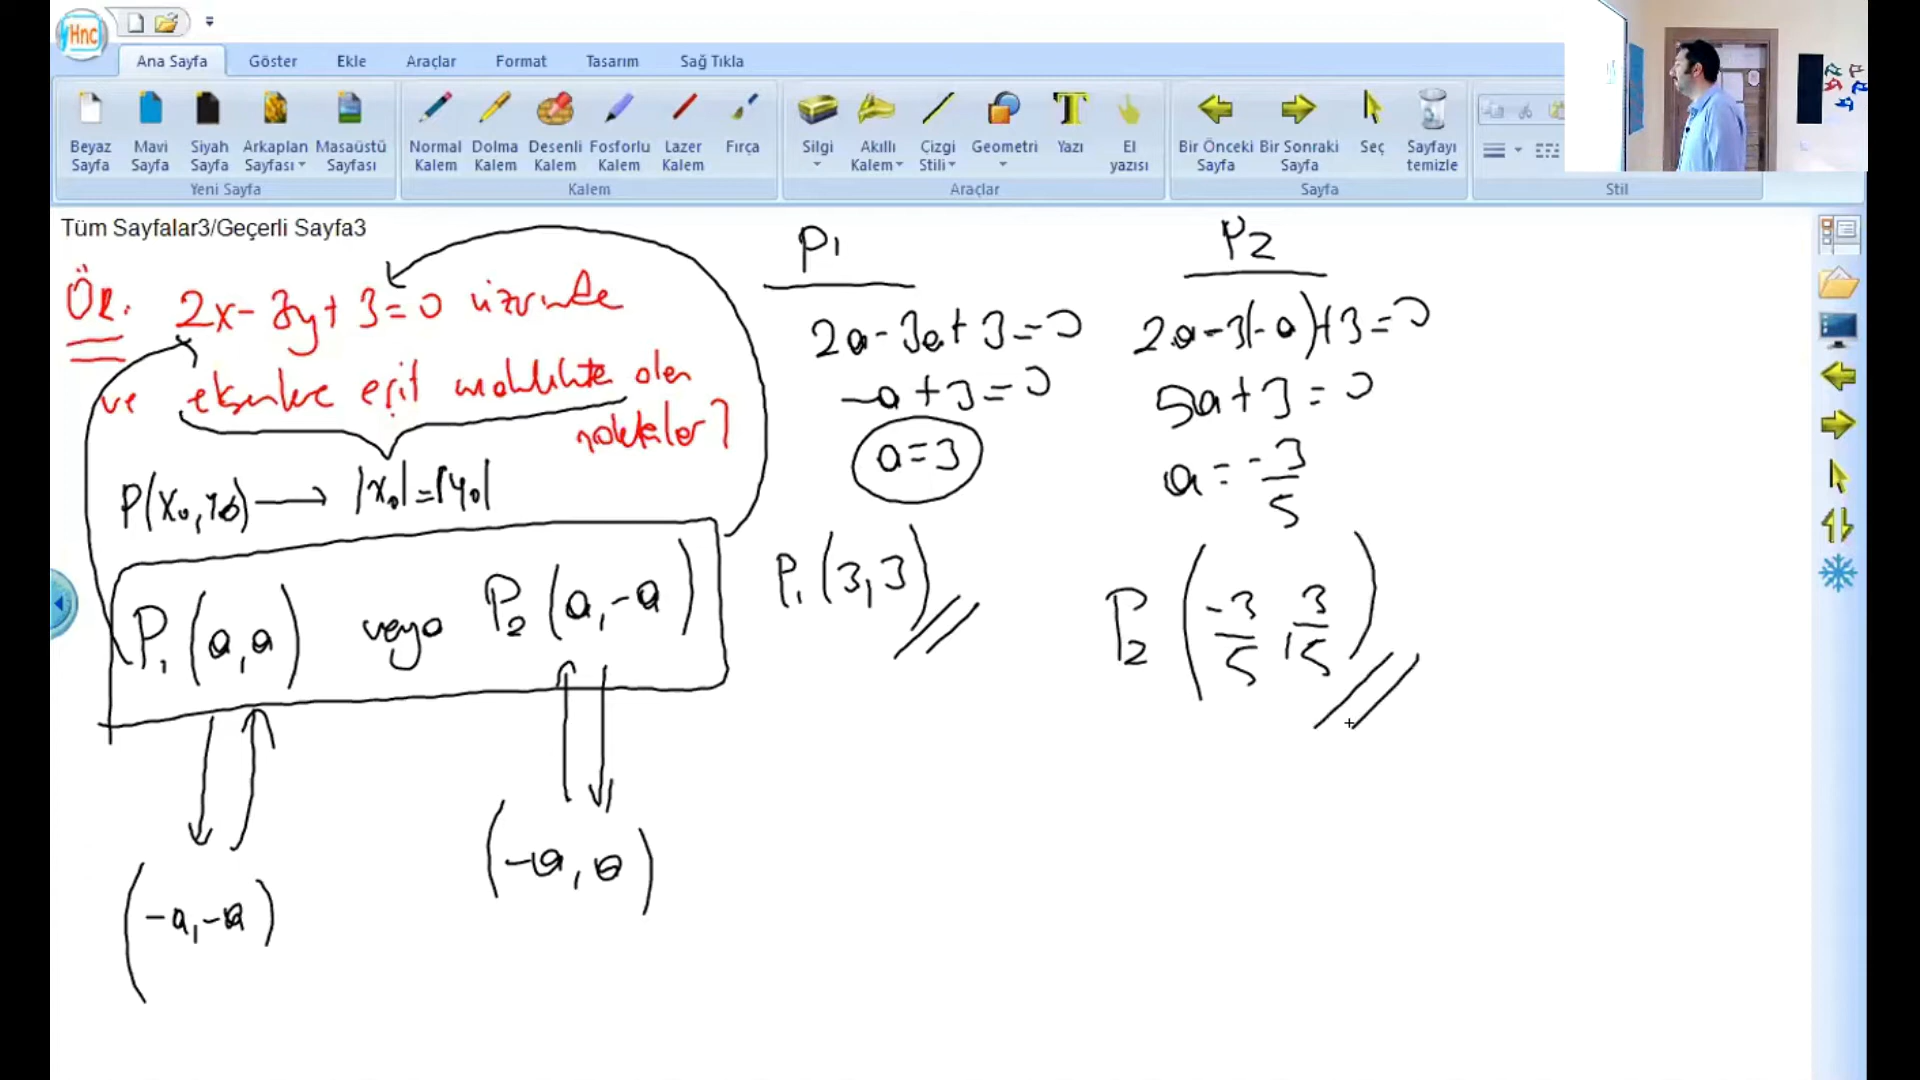 Hnc
Ana Sayfa Göster Ekle Araçlar Format Tasarım Sağ Tıkla
Beyaz Sayfa Mavi Sayfa Siyah Sayfa Arkaplan Sayfası Masaüstü Sayfası Normal Kalem Dolma Kalem Desenli Kalem Fosforlu Kalem Lazer Kalem Fırça Silgi Akıllı Kalem Çizgi Stili Geometri Yazı El yazısı Bir Önceki Sayfa Bir Sonraki Sayfa Seç Sayfayı temizle
Yeni Sayfa Kalem Araçlar Sayfa Stil
Tüm Sayfalar3/Geçerli Sayfa3
ÖR. 2x-3y+3=0 üzerinde
ve eksenlere eşit uzaklıkta olan
noktalar?
P(x₀,y₀) → |x₀|=|y₀|
P₁(a,a) veya P₂(a,-a)
(-a,a)
(-a,-a)
P1
2a-3a+3=0
-a+3=0
a=3
P₁(3,3)
P2
2a-3(-a)+3=0
5a+3=0
a=-3/5
P₂(-3/5,3/5)